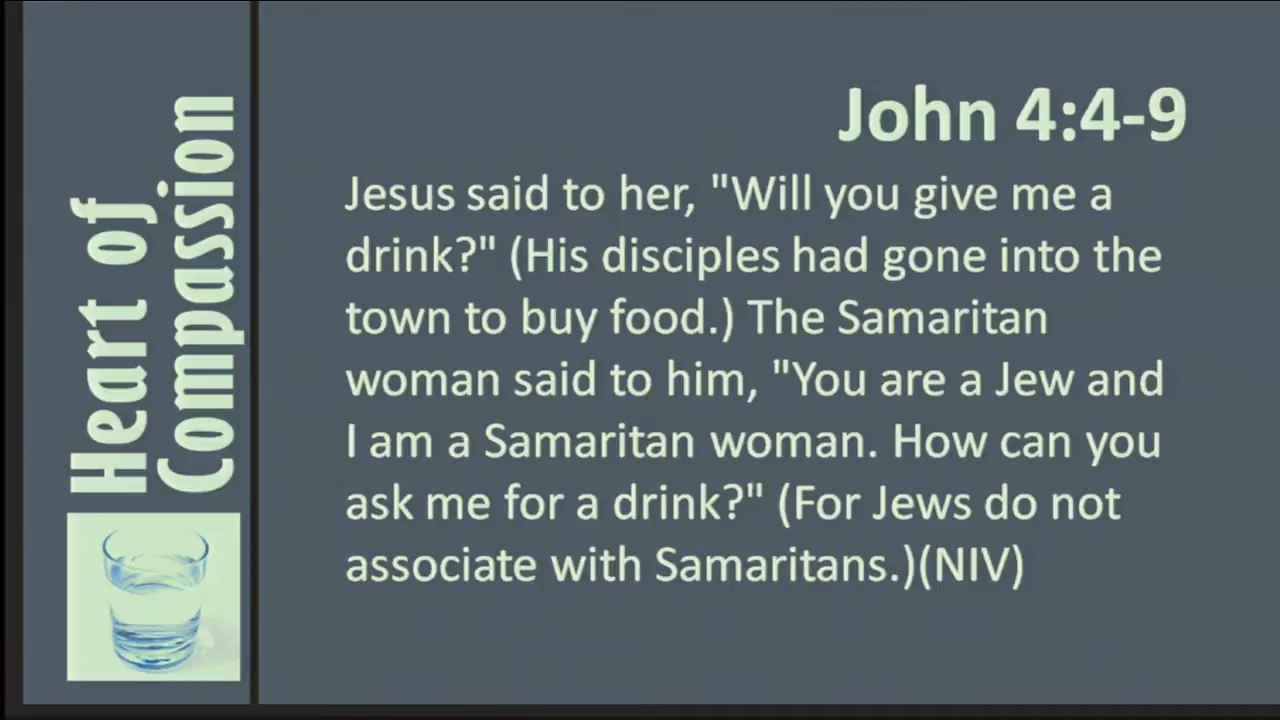 Heart of
Compassion
John 4:4-9
Jesus said to her, "Will you give me a
drink?" (His disciples had gone into the
town to buy food.) The Samaritan
woman said to him, "You are a Jew and
I am a Samaritan woman. How can you
ask me for a drink?" (For Jews do not
associate with Samaritans.)(NIV)